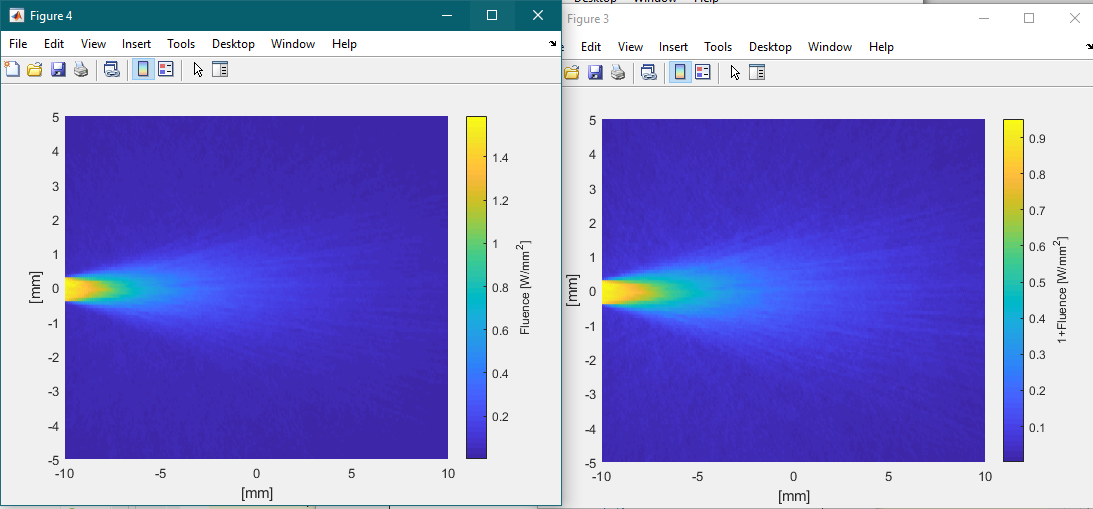 Desktop Window Help
Figure 4
Figure 3
File Edit View Insert Tools Desktop Window Help
Edit View Insert Tools Desktop Window Help
5
4
3
2
1
0
-1
-2
-3
-4
-5
-10 -5 0 5 10
[mm]
[mm]
1.4
1.2
1
0.8
0.6
0.4
0.2
Fluence [W/mm²]
5
4
3
2
1
0
-1
-2
-3
-4
-5
-10 -5 0 5 10
[mm]
[mm]
0.9
0.8
0.7
0.6
0.5
0.4
0.3
0.2
0.1
1+Fluence [W/mm²]